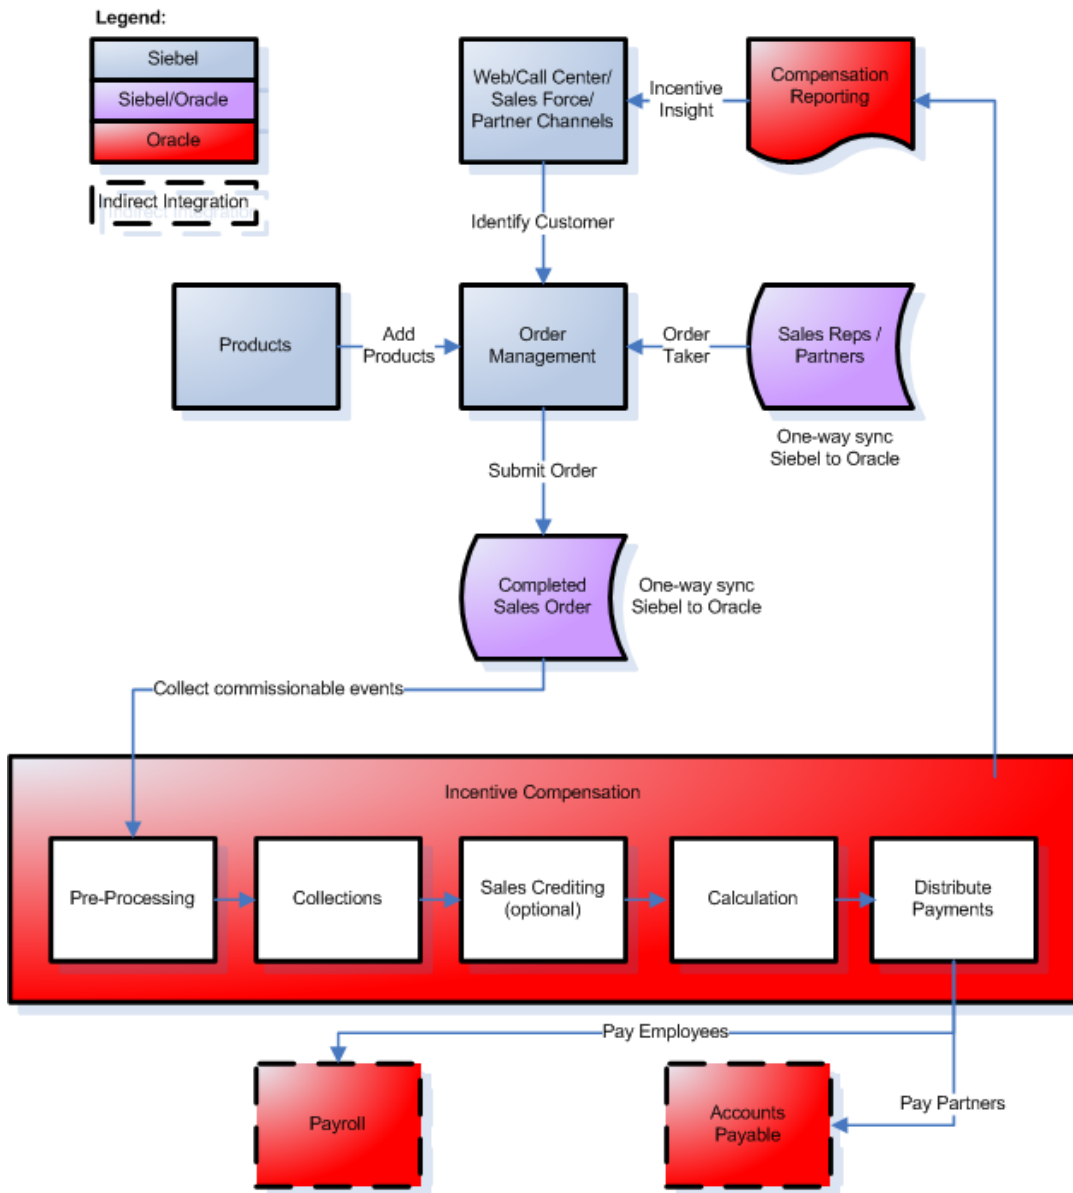 Legend:
Siebel
Siebel/Oracle
Oracle
Indirect Integration
Web/Call Center/
Sales Force/
Partner Channels
Incentive
Insight
Compensation
Reporting
Identify Customer
Products
Add
Products
Order
Management
Order
Taker
Sales Reps /
Partners
One-way sync
Siebel to Oracle
Submit Order
Completed
Sales Order
One-way sync
Siebel to Oracle
Collect commissionable events
Incentive Compensation
Pre-Processing
Collections
Sales Crediting
(optional)
Calculation
Distribute
Payments
Pay Employees
Payroll
Accounts
Payable
Pay Partners